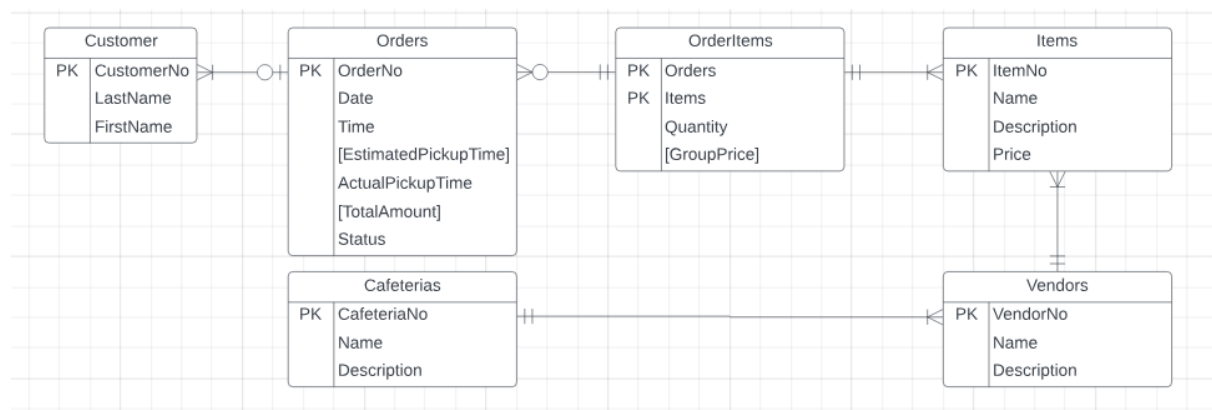 Customer
PK CustomerNo
LastName
FirstName
Orders
PK OrderNo
Date
Time
[EstimatedPickupTime]
ActualPickupTime
[TotalAmount]
Status
OrderItems
PK Orders
PK Items
Quantity
[GroupPrice]
Items
PK ItemNo
Name
Description
Price
Cafeterias
PK CafeteriaNo
Name
Description
Vendors
PK VendorNo
Name
Description